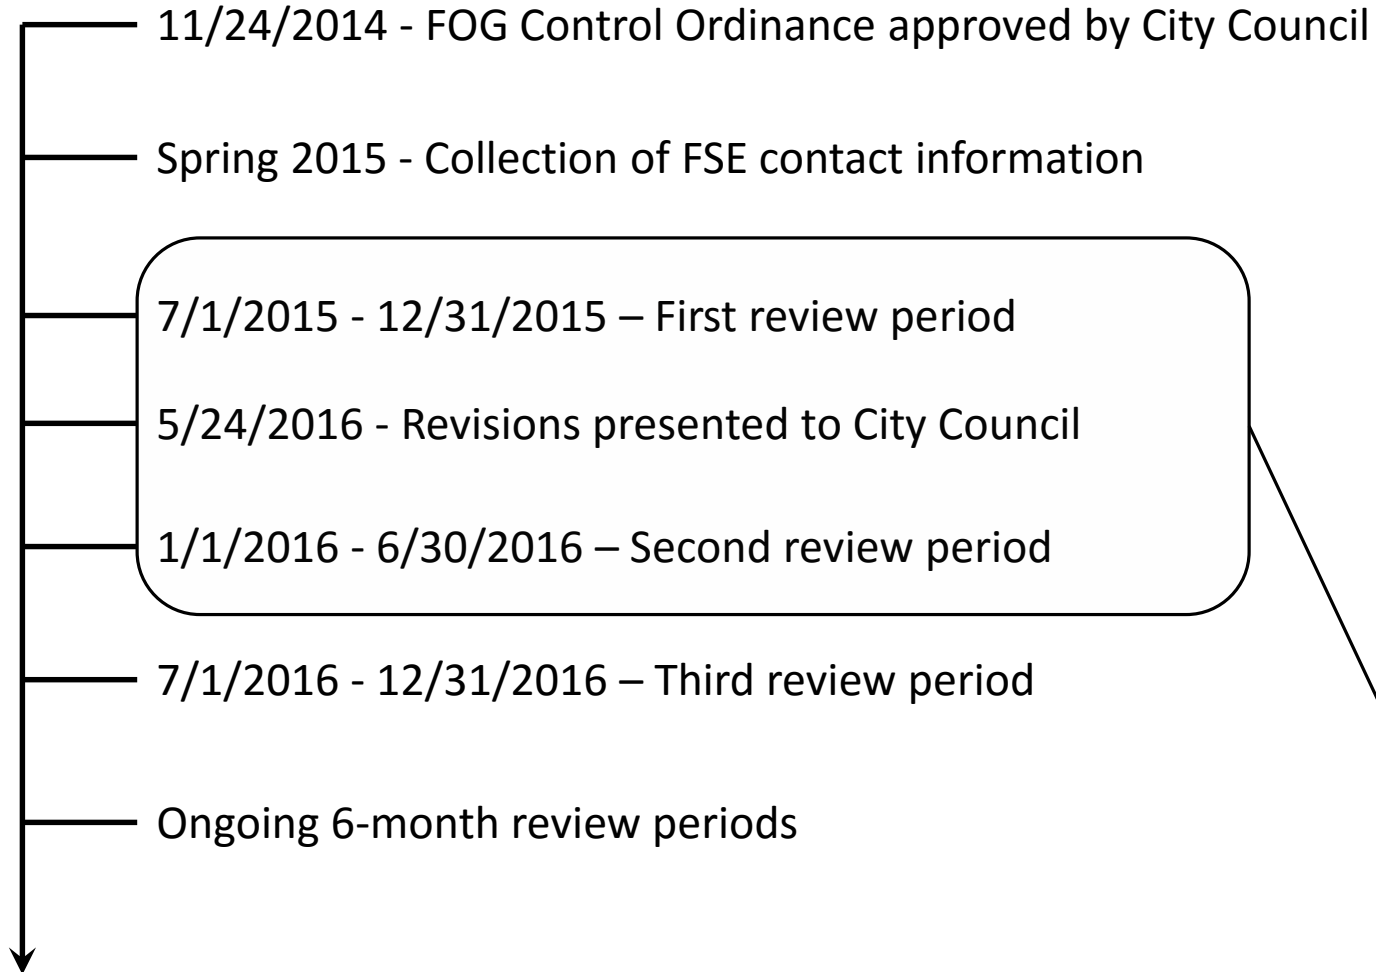 11/24/2014 - FOG Control Ordinance approved by City Council
Spring 2015 - Collection of FSE contact information
7/1/2015 - 12/31/2015 – First review period
5/24/2016 - Revisions presented to City Council
1/1/2016 - 6/30/2016 – Second review period
7/1/2016 - 12/31/2016 – Third review period
Ongoing 6-month review periods